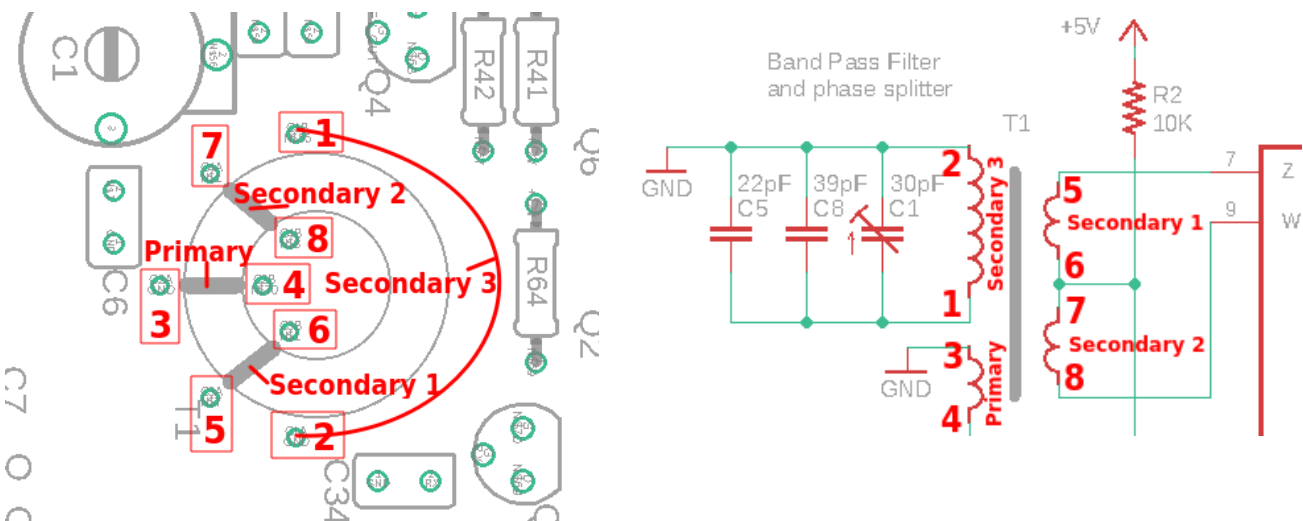 C1
Q4
R42
R41
Q6
1
7
Secondary 2
8
Primary
4
Secondary 3
C6
3
6
R64
Q2
Secondary 1
5
T1
2
C7
C34
+5V
Band Pass Filter
and phase splitter
R2
10K
T1
GND
22pF
C5
39pF
C8
30pF
C1
2
Secondary 3
1
7
Z
9
W
5
Secondary 1
6
7
Secondary 2
8
GND
3
Primary
4